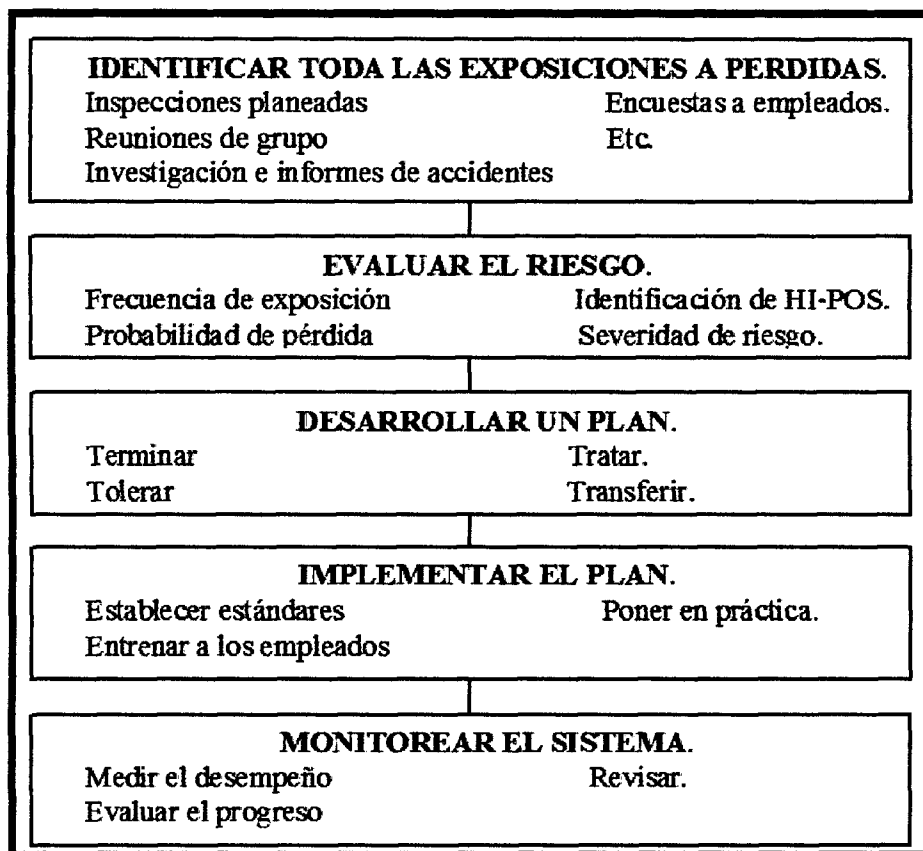 IDENTIFICAR TODA LAS EXPOSICIONES A PERDIDAS.
Inspecciones planeadas Encuestas a empleados.
Reuniones de grupo Etc.
Investigación e informes de accidentes
EVALUAR EL RIESGO.
Frecuencia de exposición Identificación de HI-POS.
Probabilidad de pérdida Severidad de riesgo.
DESARROLLAR UN PLAN.
Terminar Tratar.
Tolerar Transferir.
IMPLEMENTAR EL PLAN.
Establecer estándares Poner en práctica.
Entrenar a los empleados
MONITOREAR EL SISTEMA.
Medir el desempeño Revisar.
Evaluar el progreso